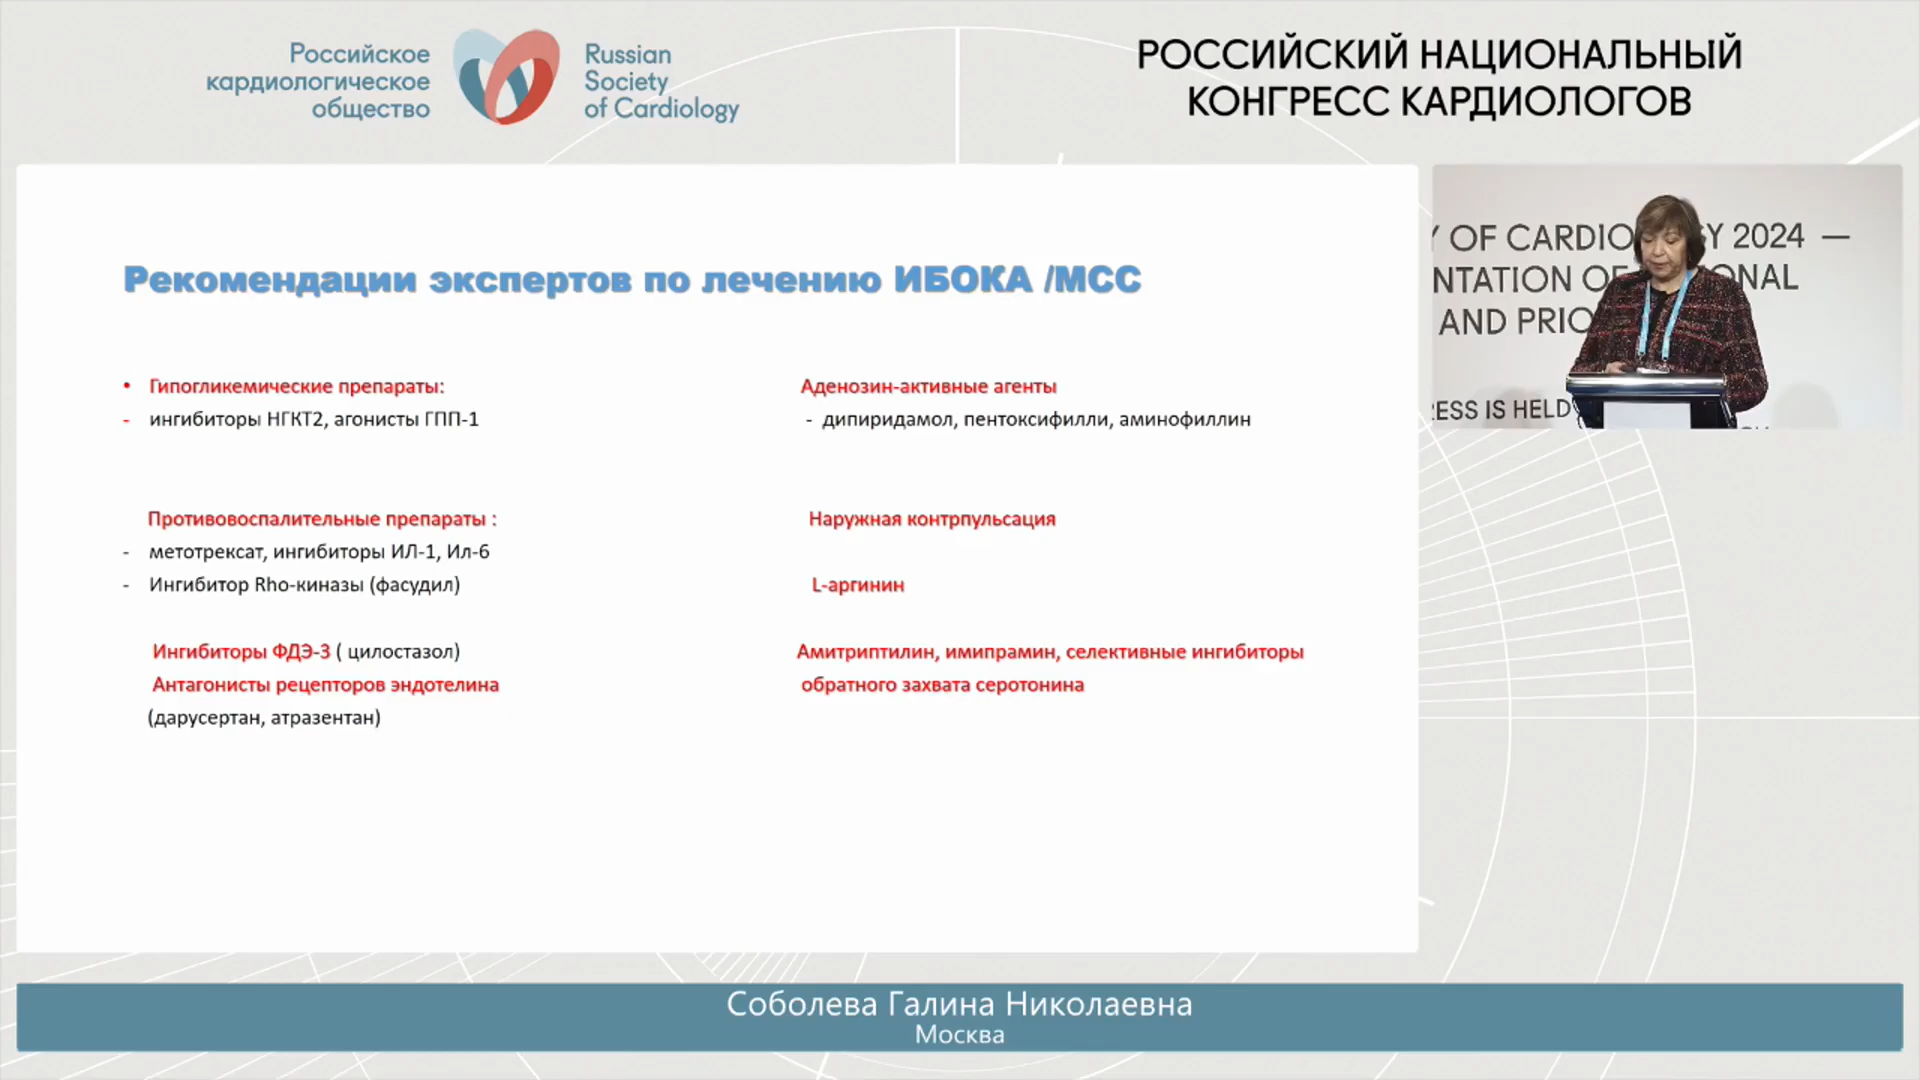 Российское
кардиологическое
общество
Russian
Society
of Cardiology
РОССИЙСКИЙ НАЦИОНАЛЬНЫЙ
КОНГРЕСС КАРДИОЛОГОВ
Рекомендации экспертов по лечению ИБОКА /МСС
• Гипогликемические препараты:
- ингибиторы НГКТ2, агонисты ГПП-1
Противовоспалительные препараты :
- метотрексат, ингибиторы ИЛ-1, Ил-6
- Ингибитор Rho-киназы (фасудил)
Ингибиторы ФДЭ-3 ( цилостазол)
Антагонисты рецепторов эндотелина
(дарусертан, атразентан)
Аденозин-активные агенты
- дипиридамол, пентоксифилли, аминофиллин
Наружная контрпульсация
L-аргинин
Амитриптилин, имипрамин, селективные ингибиторы
обратного захвата серотонина
OF CARDIO Y 2024 —
NTATION O ONAL
AND PRIO
ESS IS HELD
Соболева Галина Николаевна
Москва